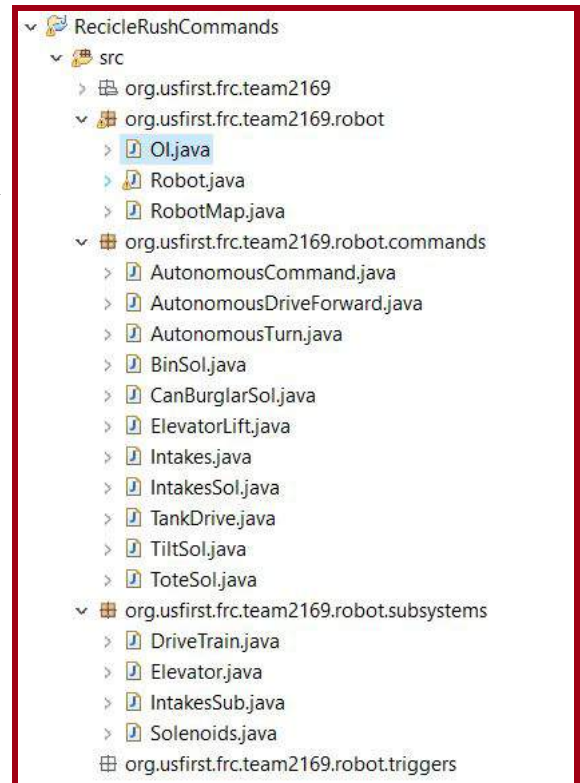 RecicleRushCommands
src
org.usfirst.frc.team2169
org.usfirst.frc.team2169.robot
OI.java
Robot.java
RobotMap.java
org.usfirst.frc.team2169.robot.commands
AutonomousCommand.java
AutonomousDriveForward.java
AutonomousTurn.java
BinSol.java
CanBurglarSol.java
ElevatorLift.java
Intakes.java
IntakesSol.java
TankDrive.java
TiltSol.java
ToteSol.java
org.usfirst.frc.team2169.robot.subsystems
DriveTrain.java
Elevator.java
IntakesSub.java
Solenoids.java
org.usfirst.frc.team2169.robot.triggers